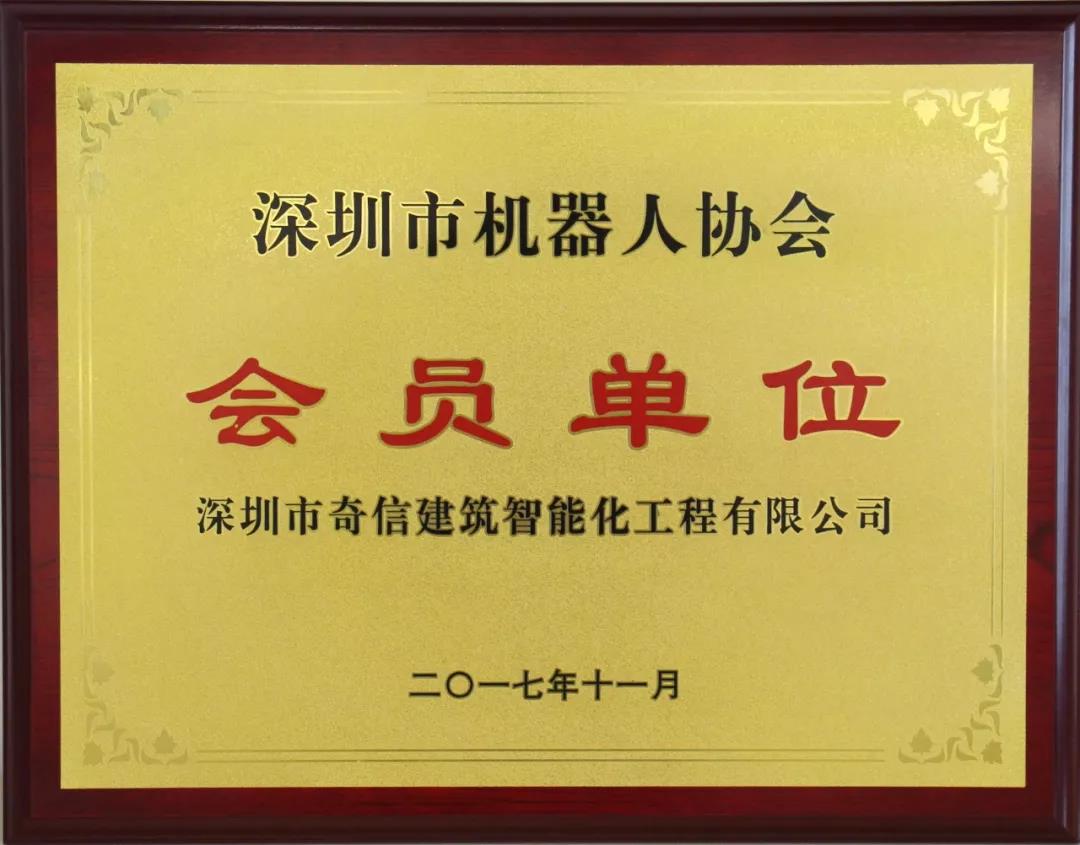 深圳市机器人协会
会员单位
深圳市奇信建筑智能化工程有限公司
二〇一七年十一月